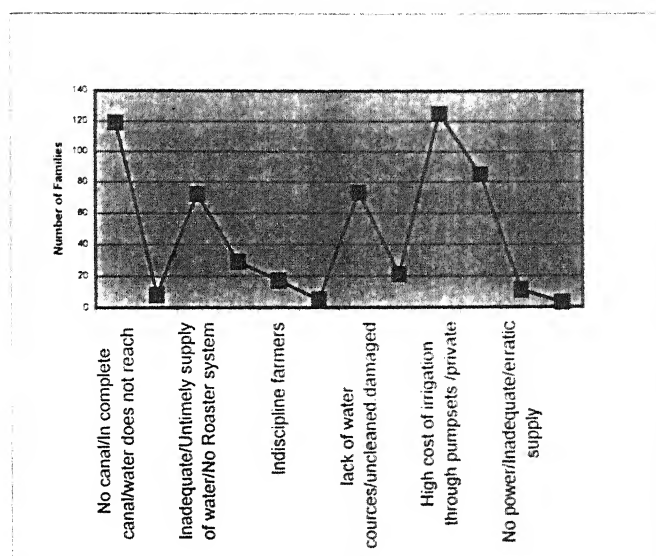 140
120
100
80
60
40
20
0
Number of Families
No canal/In complete
canal/water does not reach
Inadequate/Untimely supply
of water/No Roaster system
Indiscipline farmers
lack of water
cources/uncleaned damaged
High cost of irrigation
through pumpsets /private
No power/Inadequate/erratic
supply